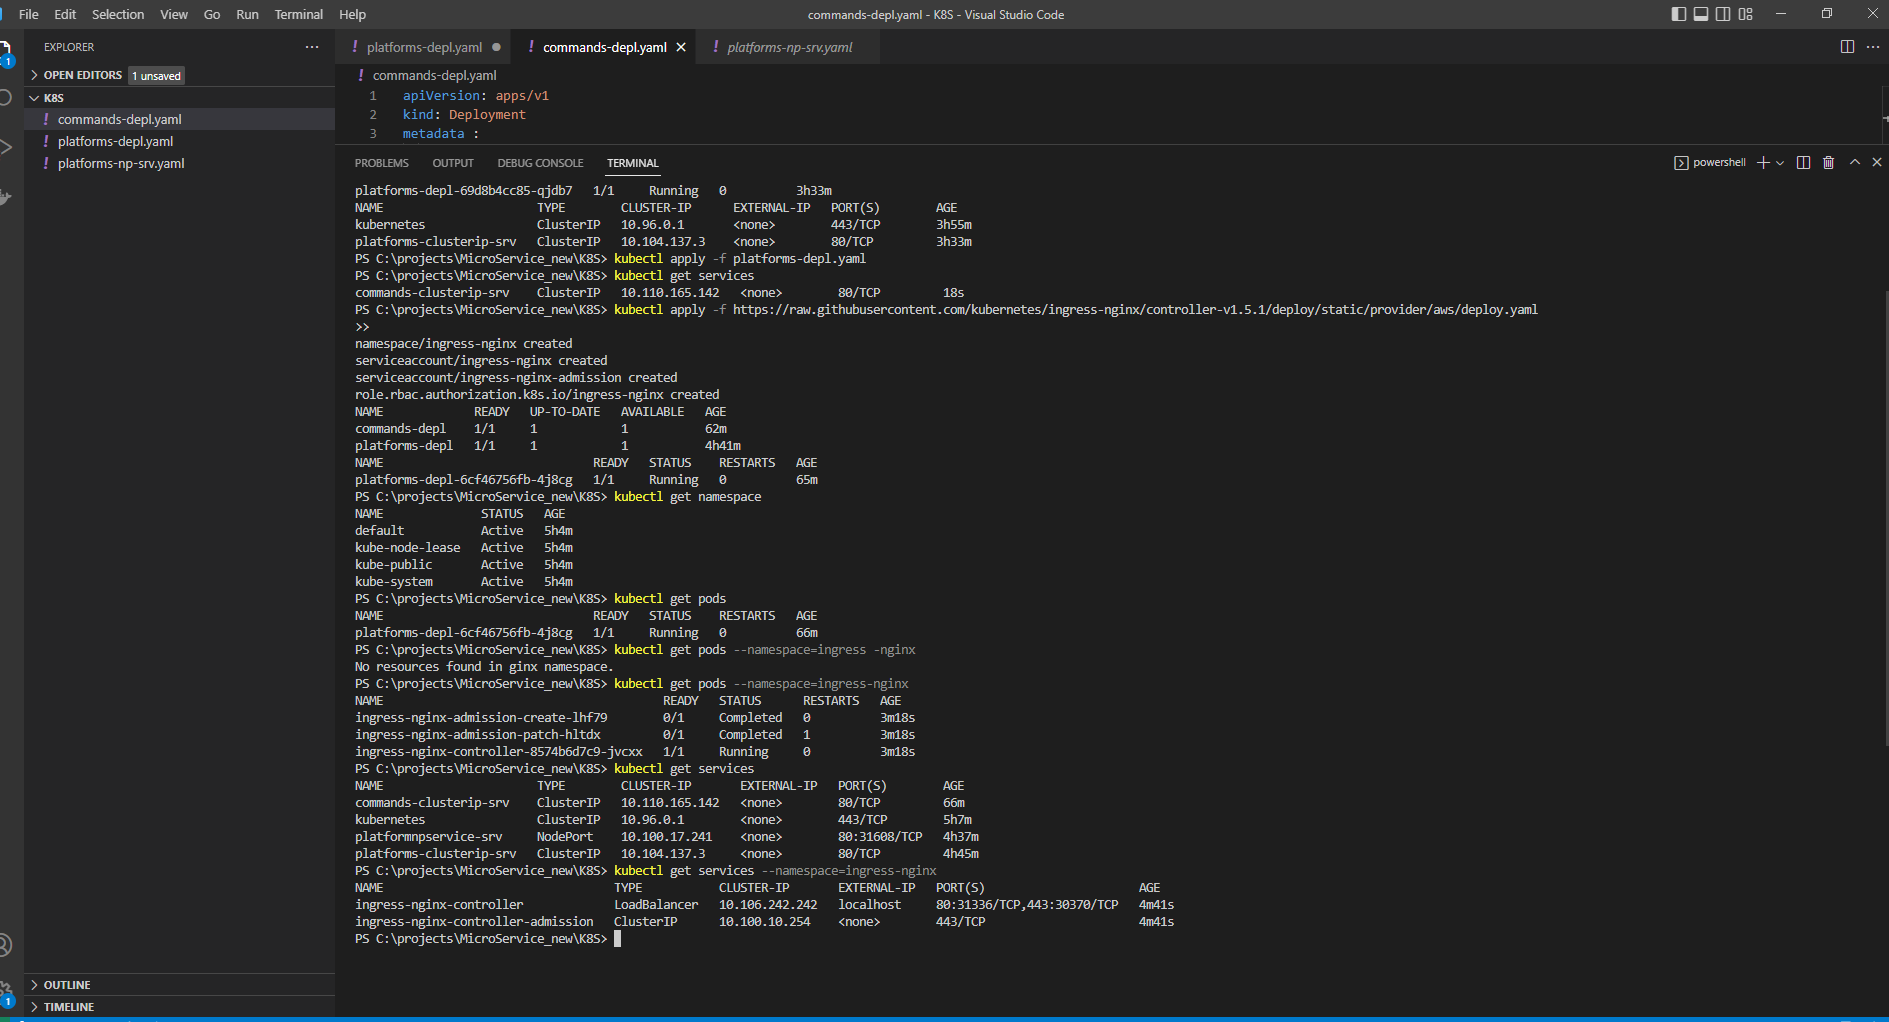 File Edit Selection View Go Run Terminal Help
commands-depl.yaml - K8S - Visual Studio Code
EXPLORER
OPEN EDITORS 1 unsaved
K8S
! commands-depl.yaml
! platforms-depl.yaml
! platforms-np-srv.yaml
OUTLINE
TIMELINE
1
1
! platforms-depl.yaml ! commands-depl.yaml ! platforms-np-srv.yaml
! commands-depl.yaml
1 apiVersion: apps/v1
2 kind: Deployment
3 metadata :
PROBLEMS OUTPUT DEBUG CONSOLE TERMINAL powershell
platforms-depl-69d8b4cc85-qjdb7 1/1 Running 0 3h33m
NAME TYPE CLUSTER-IP EXTERNAL-IP PORT(S) AGE
kubernetes ClusterIP 10.96.0.1 <none> 443/TCP 3h55m
platforms-clusterip-srv ClusterIP 10.104.137.3 <none> 80/TCP 3h33m
PS C:\projects\MicroService_new\K8S> kubectl apply -f platforms-depl.yaml
PS C:\projects\MicroService_new\K8S> kubectl get services
commands-clusterip-srv ClusterIP 10.110.165.142 <none> 80/TCP 18s
PS C:\projects\MicroService_new\K8S> kubectl apply -f https://raw.githubusercontent.com/kubernetes/ingress-nginx/controller-v1.5.1/deploy/static/provider/aws/deploy.yaml
>>
namespace/ingress-nginx created
serviceaccount/ingress-nginx created
serviceaccount/ingress-nginx-admission created
role.rbac.authorization.k8s.io/ingress-nginx created
NAME READY UP-TO-DATE AVAILABLE AGE
commands-depl 1/1 1 1 62m
platforms-depl 1/1 1 1 4h41m
NAME READY STATUS RESTARTS AGE
platforms-depl-6cf46756fb-4j8cg 1/1 Running 0 65m
PS C:\projects\MicroService_new\K8S> kubectl get namespace
NAME STATUS AGE
default Active 5h4m
kube-node-lease Active 5h4m
kube-public Active 5h4m
kube-system Active 5h4m
PS C:\projects\MicroService_new\K8S> kubectl get pods
NAME READY STATUS RESTARTS AGE
platforms-depl-6cf46756fb-4j8cg 1/1 Running 0 66m
PS C:\projects\MicroService_new\K8S> kubectl get pods --namespace=ingress -nginx
No resources found in ginx namespace.
PS C:\projects\MicroService_new\K8S> kubectl get pods --namespace=ingress-nginx
NAME READY STATUS RESTARTS AGE
ingress-nginx-admission-create-lhf79 0/1 Completed 0 3m18s
ingress-nginx-admission-patch-hltdx 0/1 Completed 1 3m18s
ingress-nginx-controller-8574b6d7c9-jvcxx 1/1 Running 0 3m18s
PS C:\projects\MicroService_new\K8S> kubectl get services
NAME TYPE CLUSTER-IP EXTERNAL-IP PORT(S) AGE
commands-clusterip-srv ClusterIP 10.110.165.142 <none> 80/TCP 66m
kubernetes ClusterIP 10.96.0.1 <none> 443/TCP 5h7m
platformnpservice-srv NodePort 10.100.17.241 <none> 80:31608/TCP 4h37m
platforms-clusterip-srv ClusterIP 10.104.137.3 <none> 80/TCP 4h45m
PS C:\projects\MicroService_new\K8S> kubectl get services --namespace=ingress-nginx
NAME TYPE CLUSTER-IP EXTERNAL-IP PORT(S) AGE
ingress-nginx-controller LoadBalancer 10.106.242.242 localhost 80:31336/TCP,443:30370/TCP 4m41s
ingress-nginx-controller-admission ClusterIP 10.100.10.254 <none> 443/TCP 4m41s
PS C:\projects\MicroService_new\K8S>